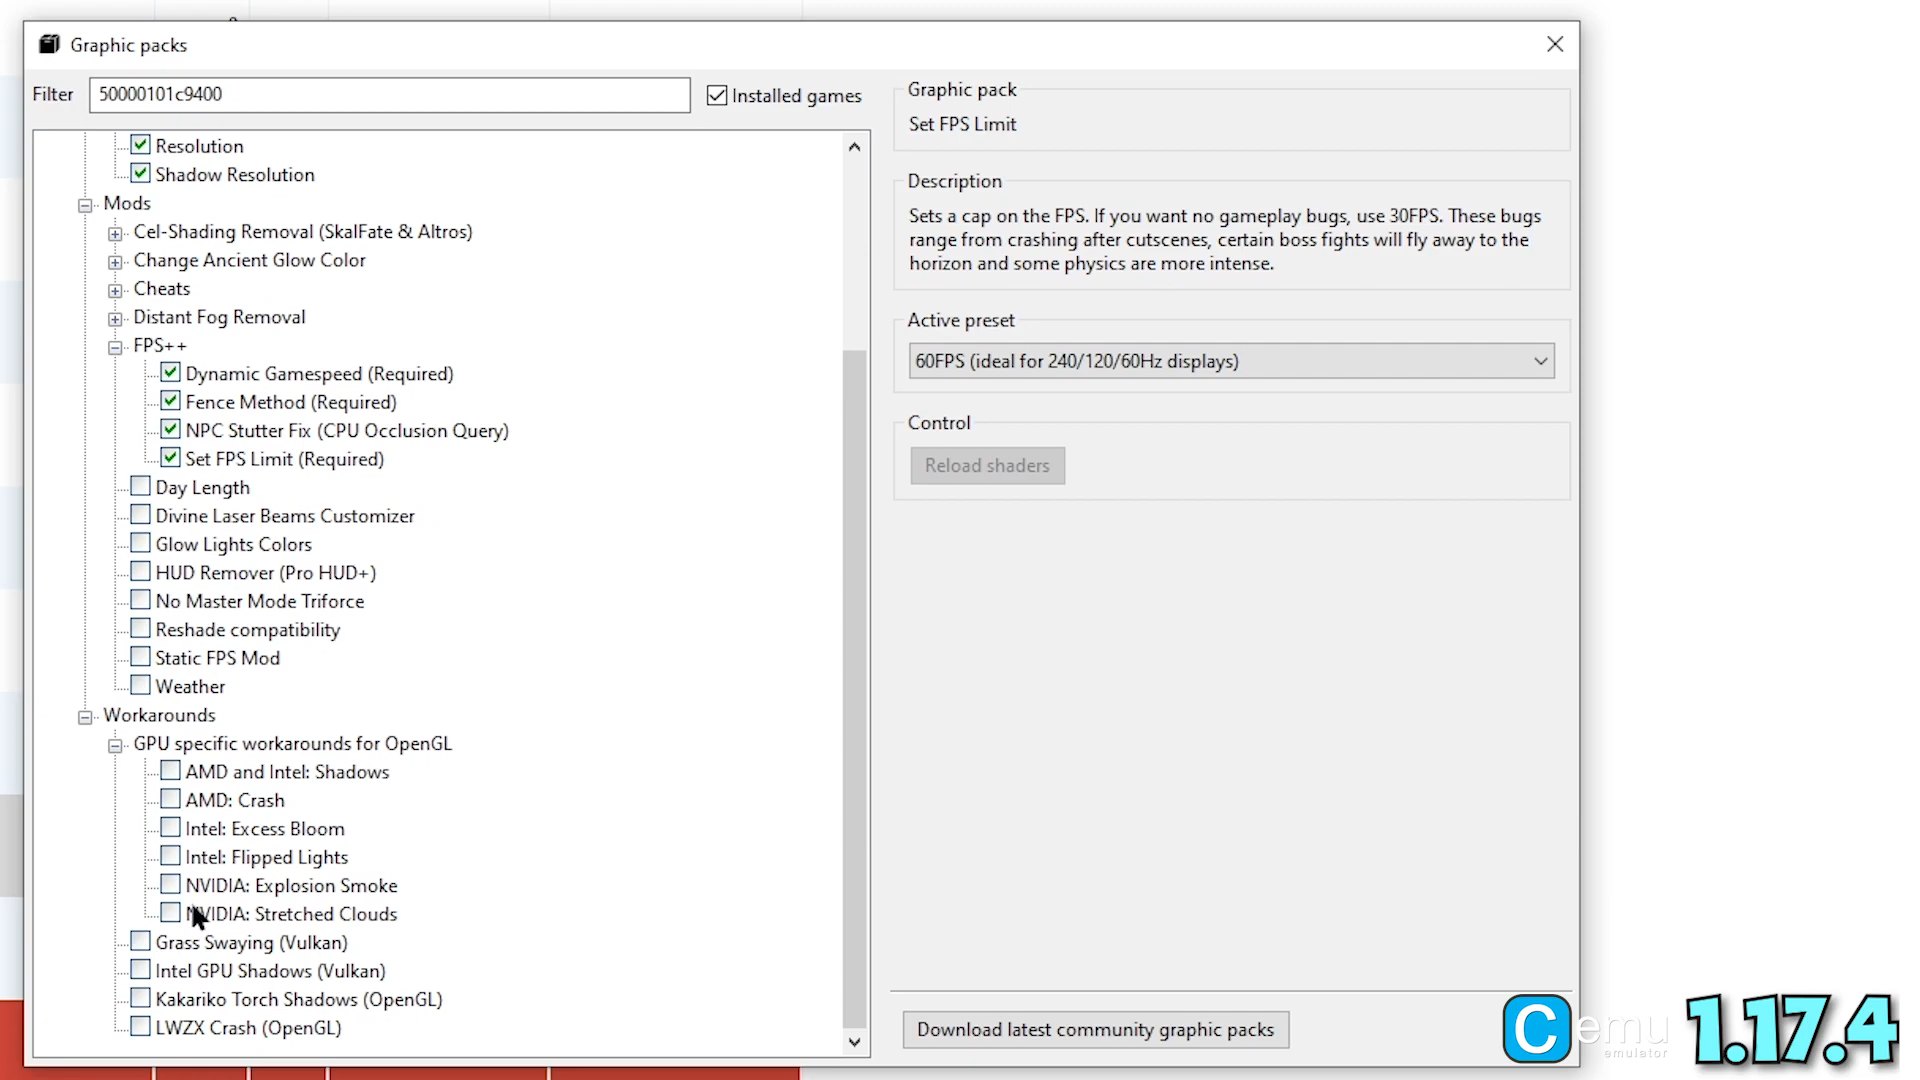 Graphic packs
Filter
50000101c9400
Installed games
Resolution
Shadow Resolution
Mods
Cel-Shading Removal (SkalFate & Altros)
Change Ancient Glow Color
Cheats
Distant Fog Removal
FPS++
Dynamic Gamespeed (Required)
Fence Method (Required)
NPC Stutter Fix (CPU Occlusion Query)
Set FPS Limit (Required)
Day Length
Divine Laser Beams Customizer
Glow Lights Colors
HUD Remover (Pro HUD+)
No Master Mode Triforce
Reshade compatibility
Static FPS Mod
Weather
Workarounds
GPU specific workarounds for OpenGL
AMD and Intel: Shadows
AMD: Crash
Intel: Excess Bloom
Intel: Flipped Lights
NVIDIA: Explosion Smoke
NVIDIA: Stretched Clouds
Grass Swaying (Vulkan)
Intel GPU Shadows (Vulkan)
Kakariko Torch Shadows (OpenGL)
LWZX Crash (OpenGL)
Graphic pack
Set FPS Limit
Description
Sets a cap on the FPS. If you want no gameplay bugs, use 30FPS. These bugs
range from crashing after cutscenes, certain boss fights will fly away to the
horizon and some physics are more intense.
Active preset
60FPS (ideal for 240/120/60Hz displays)
Control
Reload shaders
Download latest community graphic packs
Cemu
emulator
1.17.4